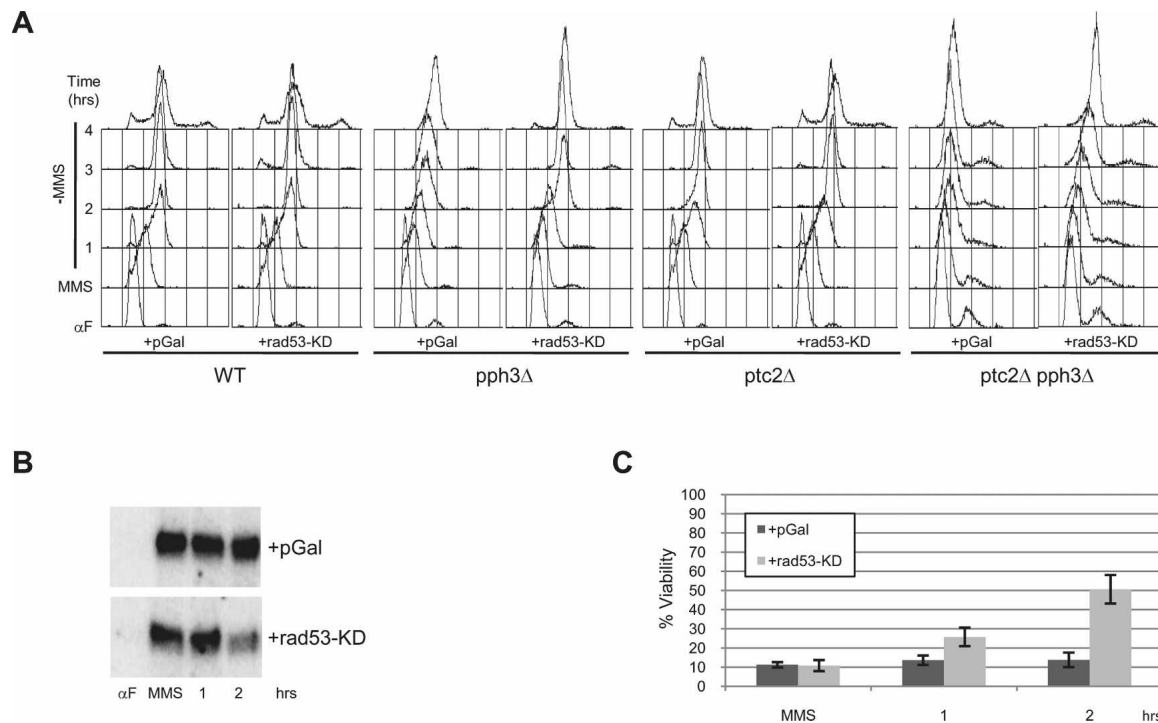 A
Time
(hrs)
4
3
2
1
-MMS
MMS
αF
+pGal +rad53-KD +pGal +rad53-KD +pGal +rad53-KD +pGal +rad53-KD
WT pph3Δ ptc2Δ ptc2Δ pph3Δ
B
+pGal
+rad53-KD
αF MMS 1 2 hrs
C
% Viability
100
90
80
70
60
50
40
30
20
10
0
+pGal
+rad53-KD
MMS 1 2 hrs